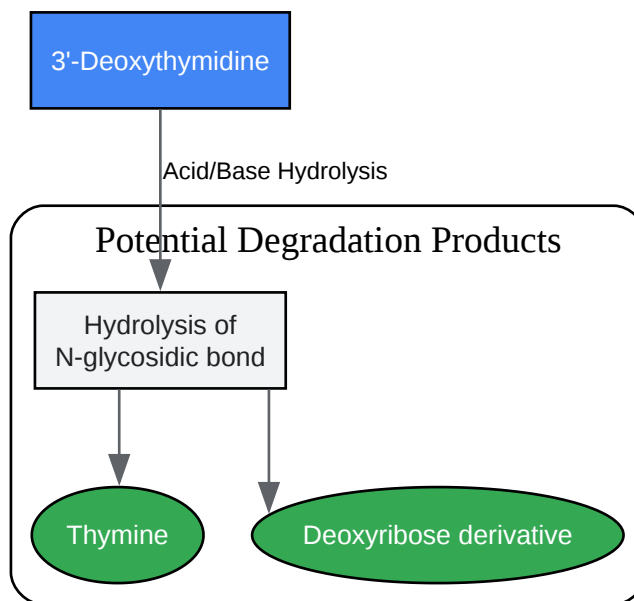 3'-Deoxythymidine
Acid/Base Hydrolysis
Potential Degradation Products
Hydrolysis of
N-glycosidic bond
Thymine
Deoxyribose derivative